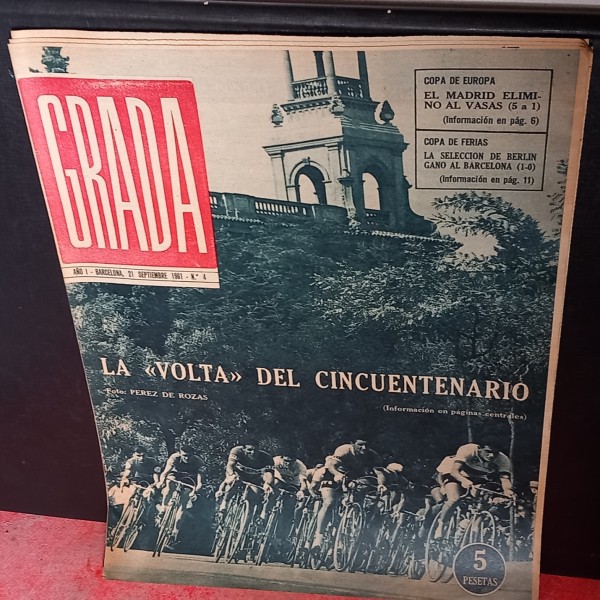 GRADA
AÑO I - BARCELONA, 21 SEPTIEMBRE 1961 - N.º 4
COPA DE EUROPA
EL MADRID ELIMI-
NO AL VASAS (5 a 1)
(Información en pág. 6)
COPA DE FERIAS
LA SELECCION DE BERLIN
GANO AL BARCELONA (1-0)
(Información en pág. 11)
LA «VOLTA» DEL CINCUENTENARIO
Foto: PEREZ DE ROZAS
(Información en páginas centrales)
5
PESETAS